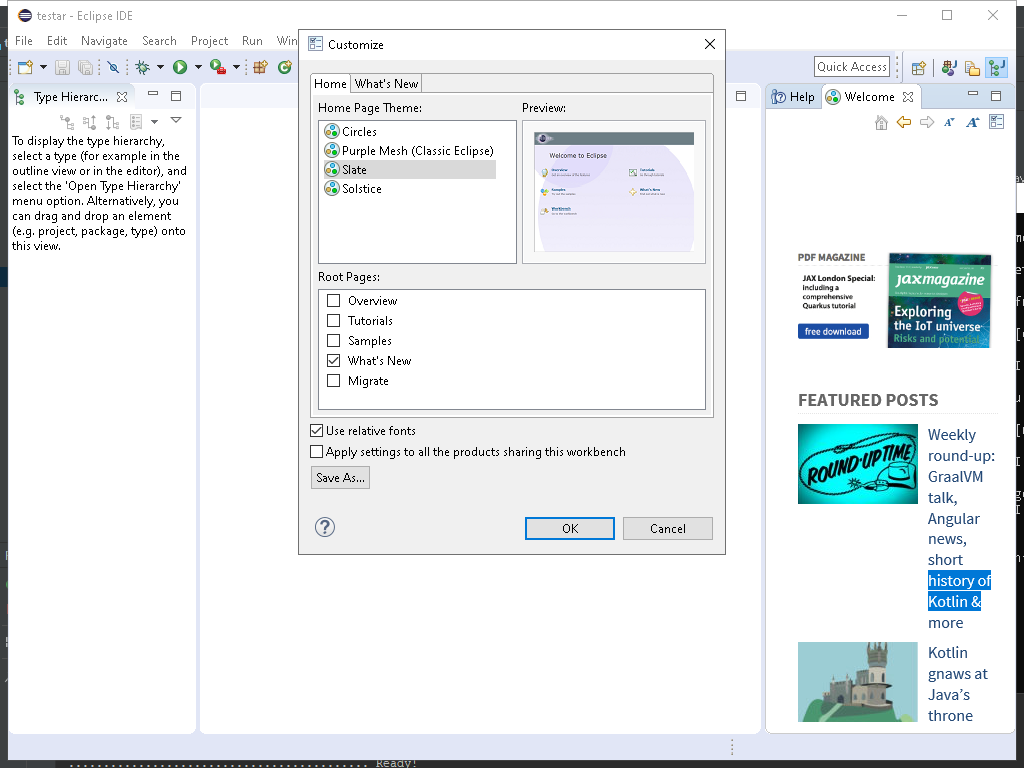 testar - Eclipse IDE
File Edit Navigate Search Project Run Win
Quick Access
Type Hierarc...
To display the type hierarchy,
select a type (for example in the
outline view or in the editor), and
select the 'Open Type Hierarchy'
menu option. Alternatively, you
can drag and drop an element
(e.g. project, package, type) onto
this view.
Customize
Home What's New
Home Page Theme:
Circles
Purple Mesh (Classic Eclipse)
Slate
Solstice
Preview:
Welcome to Eclipse
Overview
Tutorials
Samples
What's New
Workbench
Root Pages:
Overview
Tutorials
Samples
What's New
Migrate
Use relative fonts
Apply settings to all the products sharing this workbench
Save As...
OK Cancel
Help Welcome
PDF MAGAZINE
JAX London Special:
including a
comprehensive
Quarkus tutorial
free download
jaxmagazine
Exploring
the IoT universe
Risks and potential
FEATURED POSTS
ROUND-UP TIME
Weekly
round-up:
GraalVM
talk,
Angular
news,
short
history of
Kotlin &
more
Kotlin
gnaws at
Java's
throne
Ready!